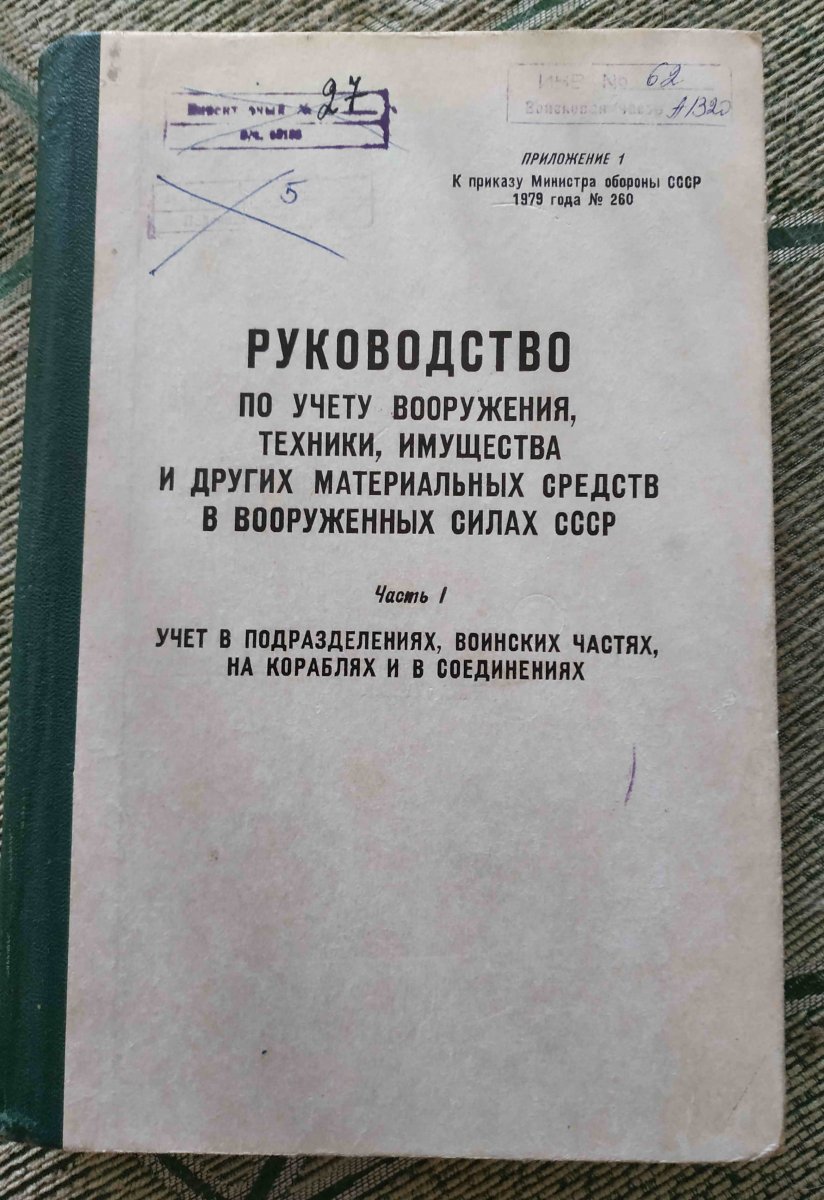 27
№ 62
А1320
ПРИЛОЖЕНИЕ 1
К приказу Министра обороны СССР
1979 года № 260
5
РУКОВОДСТВО
ПО УЧЕТУ ВООРУЖЕНИЯ,
ТЕХНИКИ, ИМУЩЕСТВА
И ДРУГИХ МАТЕРИАЛЬНЫХ СРЕДСТВ
В ВООРУЖЕННЫХ СИЛАХ СССР
Часть I
УЧЕТ В ПОДРАЗДЕЛЕНИЯХ, ВОИНСКИХ ЧАСТЯХ,
НА КОРАБЛЯХ И В СОЕДИНЕНИЯХ